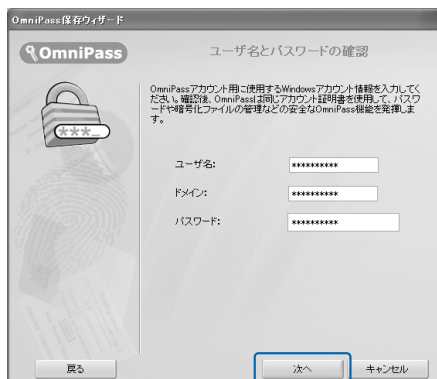 OmniPass保存ウィザード
OmniPass
ユーザ名とパスワードの確認
OmniPassアカウント用に使用するWindowsアカウント情報を入力してく
ださい。確認後、OmniPassは同じアカウント証明書を使用して、パスワ
ードや暗号化ファイルの管理などの安全なOmniPass機能を発揮しま
す。
***_
ユーザ名: **********
ドメイン: **********
パスワード: **********
戻る 次へ キャンセル